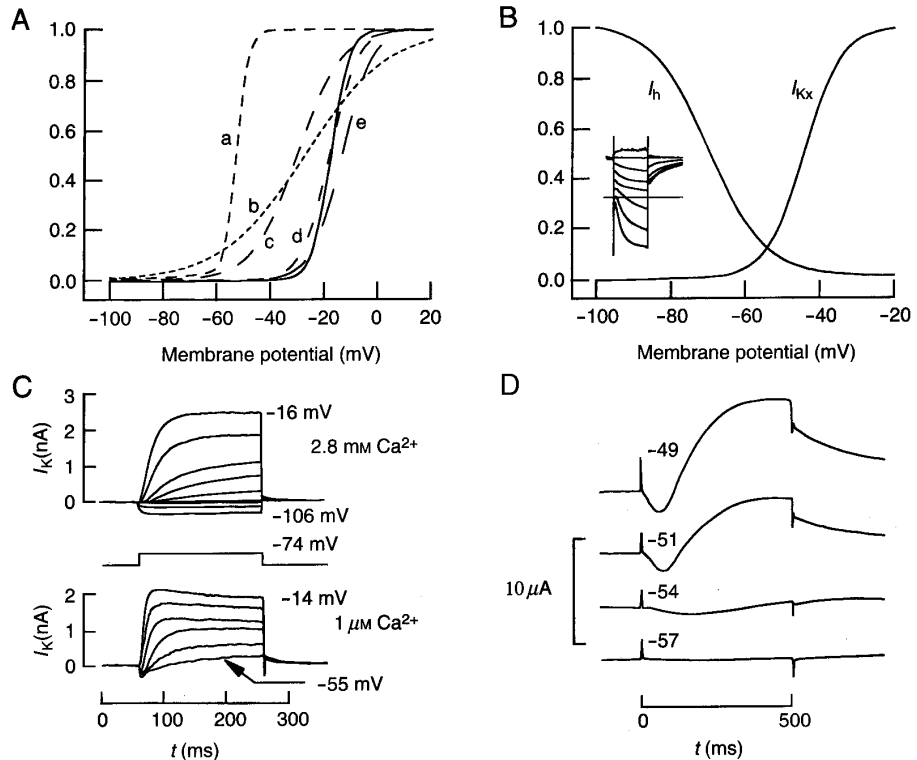 A
1.0
0.8
0.6
0.4
0.2
0.0
a
b
c
d
e
−100 −80 −60 −40 −20 0 20
Membrane potential (mV)
B
1.0
0.8
0.6
0.4
0.2
0.0
Ih
IKx
−100 −80 −60 −40 −20
Membrane potential (mV)
C
IK(nA)
3
2
1
0
−16 mV
2.8 mM Ca2+
−106 mV
−74 mV
IK(nA)
2
1
0
−14 mV
1 μM Ca2+
−55 mV
0 100 200 300
t (ms)
D
−49
−51
10 μA
−54
−57
0 500
t (ms)